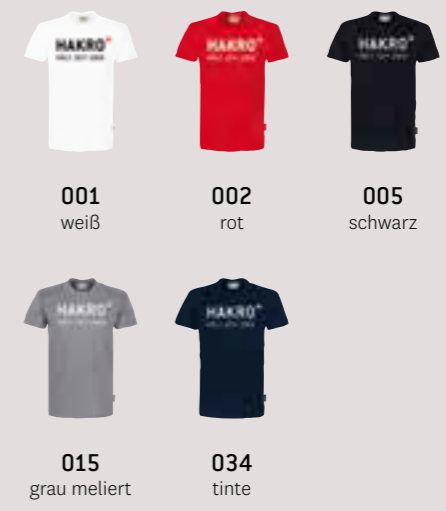 HAKRO
HAKRO
HAKRO
001
weiß
002
rot
005
schwarz
HAKRO
HAKRO
015
grau meliert
034
tinte